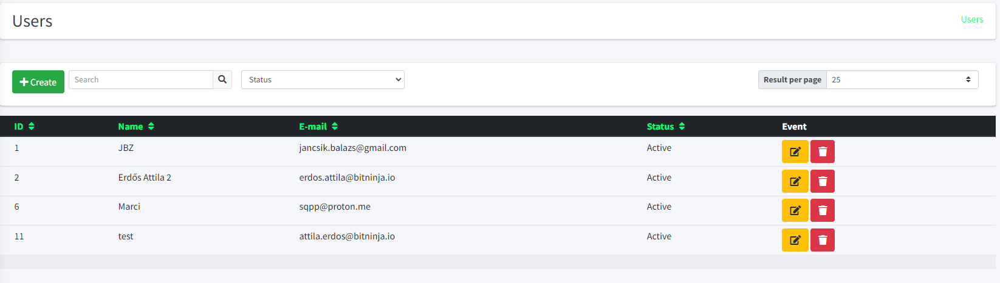 Users
Users
Create
Search
Status
Result per page 25
ID Name E-mail Status Event
1 JBZ jancsik.balazs@gmail.com Active
2 Erdős Attila 2 erdos.attila@bitninja.io Active
6 Marci sqpp@proton.me Active
11 test attila.erdos@bitninja.io Active